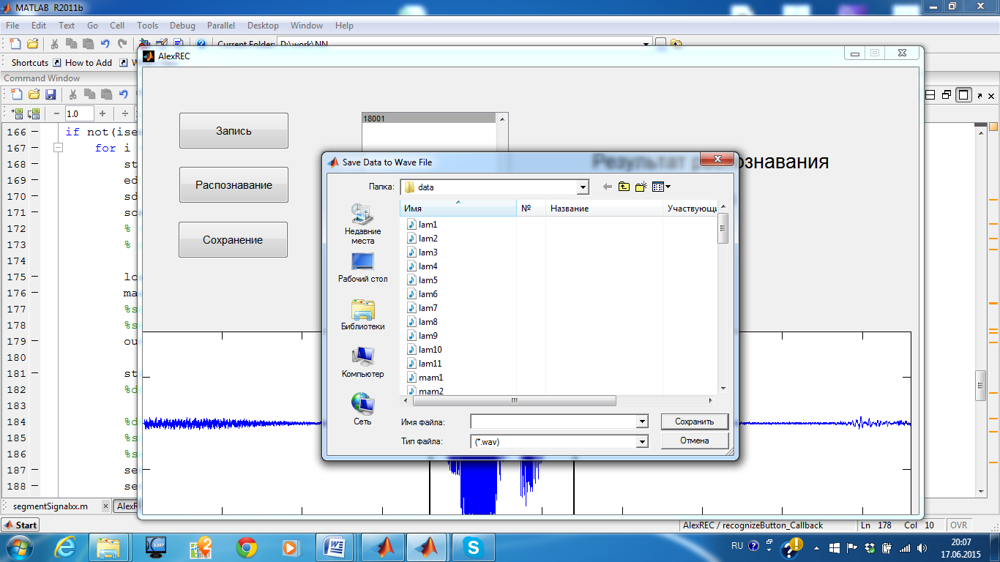 MATLAB R2011b
File Edit Text Go Cell Tools Debug Parallel Desktop Window Help
Current Folder: D:\work\NN
Shortcuts How to Add
AlexREC
Command Window
1.0
166 if not(ise
167 for i
168 st
169 ed
170 sd
171 sc
172 %
173 %
174
175 lo
176 ma
177 %s
178 %s
179 ou
180
181 st
182 %d
183
184 %d
185 %s
186 %s
187 se
188 se
Запись
Распознавание
Сохранение
18001
Результат распознавания
Save Data to Wave File
Папка: data
Недавние места
Рабочий стол
Библиотеки
Компьютер
Сеть
Имя № Название Участвующи
lam1
lam2
lam3
lam4
lam5
lam6
lam7
lam8
lam9
lam10
lam11
mam1
mam2
Имя файла: Сохранить
Тип файла: (*.wav) Отмена
segmentSignalxx.m AlexR
Start AlexREC / recognizeButton_Callback Ln 178 Col 10 OVR
RU 20:07
17.06.2015